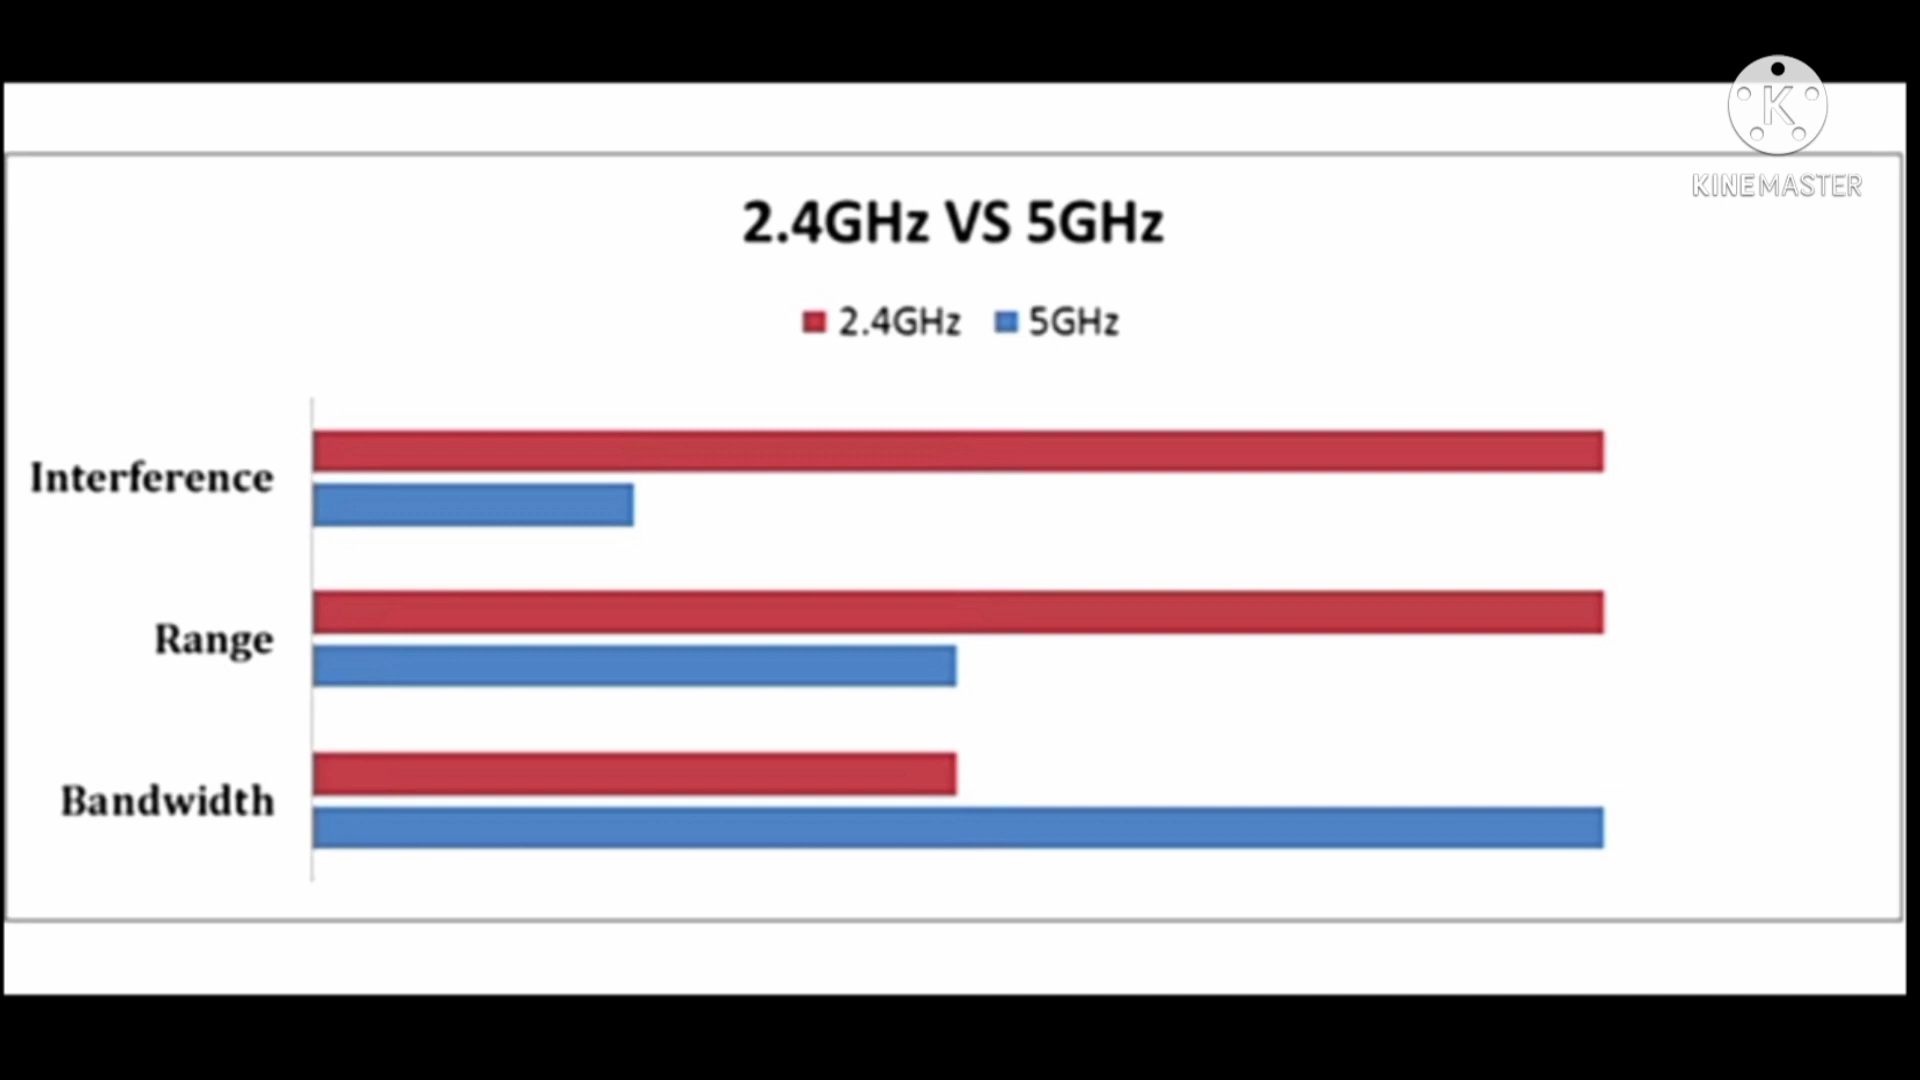 K
KINEMASTER
2.4GHz VS 5GHz
2.4GHz 5GHz
Interference
Range
Bandwidth